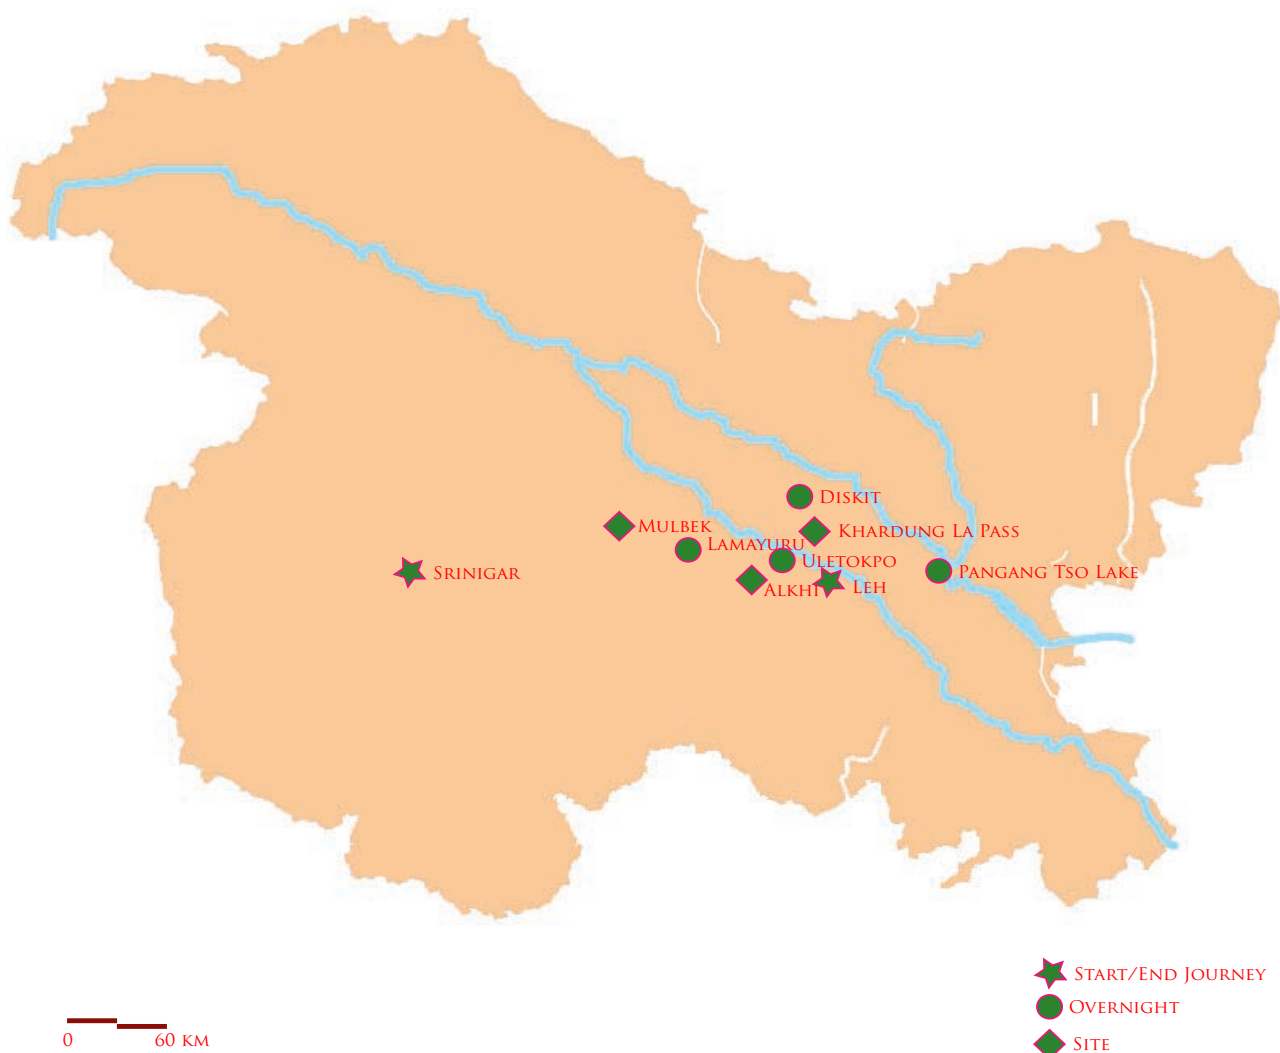 Diskit
Mulbek
Khardung La Pass
Lamayuru
Uletokpo
Srinigar
Pangang Tso Lake
Alkhi
Leh
Start/End Journey
Overnight
0 60 km
Site